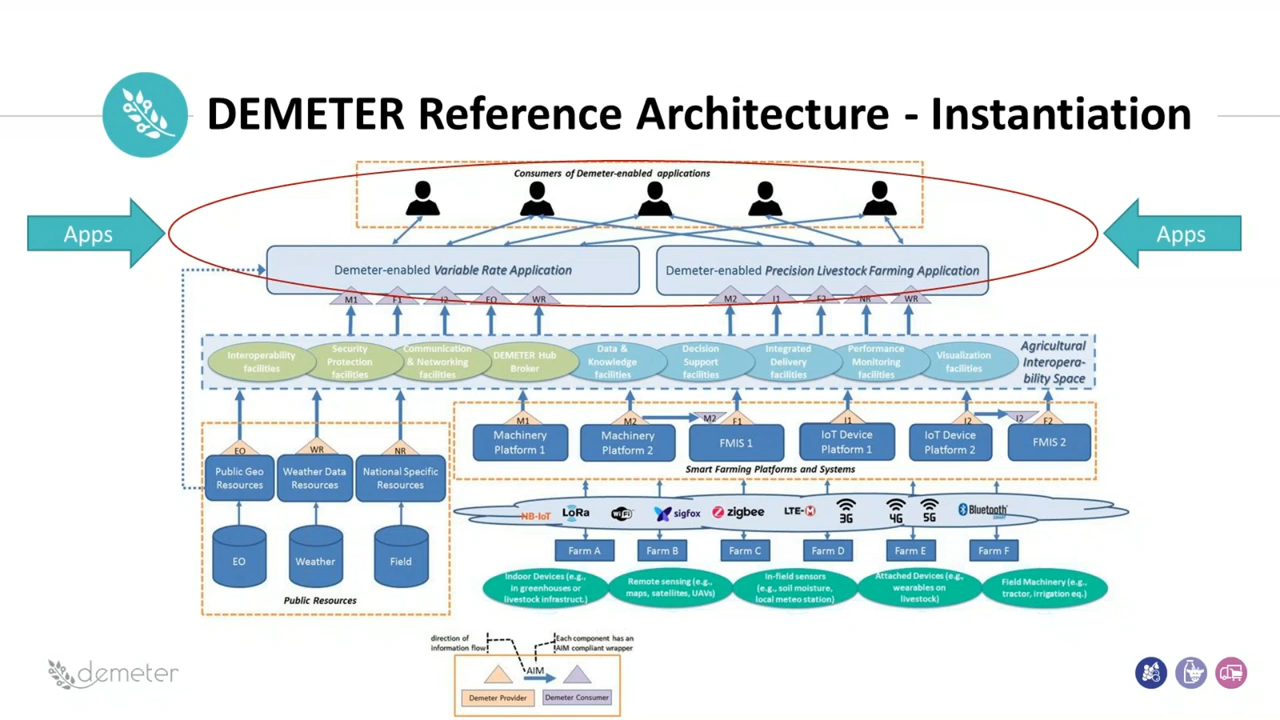 DEMETER Reference Architecture - Instantiation
Consumers of Demeter-enabled applications
Apps
Apps
Demeter-enabled Variable Rate Application
Demeter-enabled Precision Livestock Farming Application
M1 F1 I2 EO WR
M2 I1 F2 NR WR
Interoperability
facilities
Security
Protection
facilities
Communication
& Networking
facilities
DEMETER Hub
Broker
Data &
Knowledge
facilities
Decision
Support
facilities
Integrated
Delivery
facilities
Performance
Monitoring
facilities
Visualization
facilities
Agricultural
Interopera-
bility Space
M1 M2 M2 F1 I1 I2 I2 F2
Machinery
Platform 1
Machinery
Platform 2
FMIS 1
IoT Device
Platform 1
IoT Device
Platform 2
FMIS 2
Smart Farming Platforms and Systems
EO WR NR
Public Geo
Resources
Weather Data
Resources
National Specific
Resources
EO
Weather
Field
Public Resources
NB-IoT
LoRa
WiFi
sigfox
zigbee
LTE-M
3G
4G
5G
Bluetooth
SMART
Farm A
Farm B
Farm C
Farm D
Farm E
Farm F
Indoor Devices (e.g.,
in greenhouses or
livestock infrastruct.)
Remote sensing (e.g.,
maps, satellites, UAVs)
In-field sensors
(e.g., soil moisture,
local meteo station)
Attached Devices (e.g.,
wearables on
livestock)
Field Machinery (e.g.,
tractor, irrigation eq.)
direction of
information flow
Each component has an
AIM compliant wrapper
AIM
Demeter Provider
Demeter Consumer
demeter